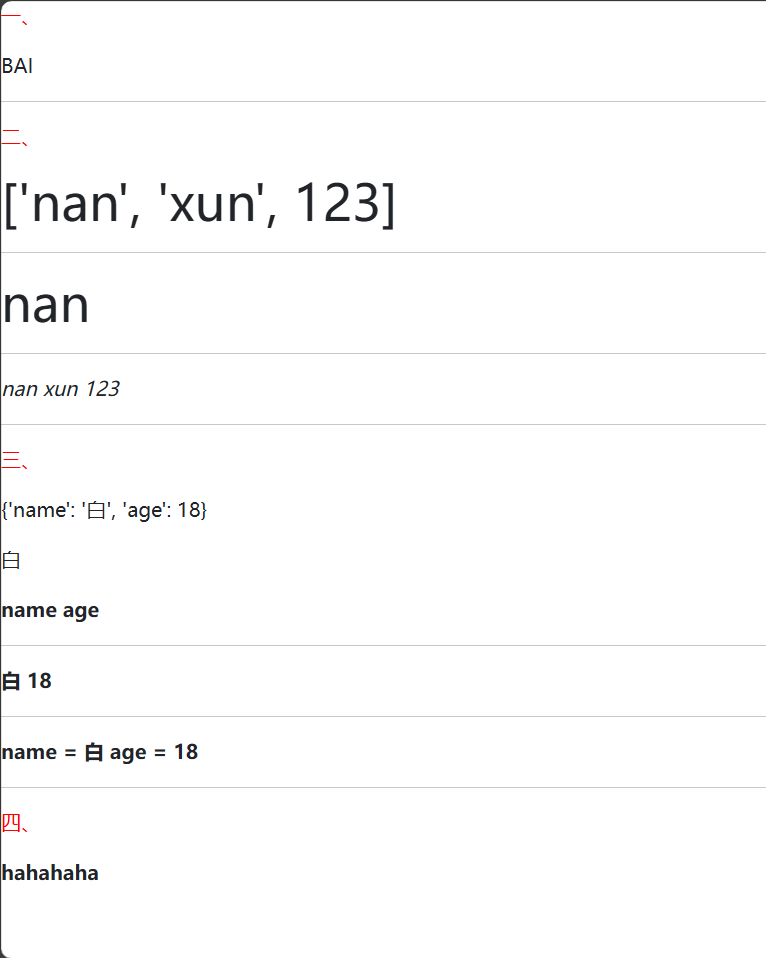 一、
BAI
二、
['nan', 'xun', 123]
nan
nan xun 123
三、
{'name': '白', 'age': 18}
白
name age
白 18
name = 白 age = 18
四、
hahahaha